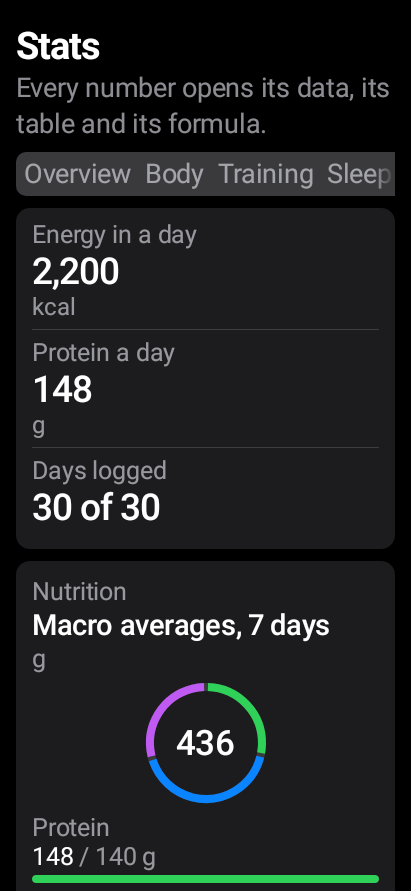 Stats
Every number opens its data, its
table and its formula.
Overview Body Training Sleep
Energy in a day
2,200
kcal
Protein a day
148
g
Days logged
30 of 30
Nutrition
Macro averages, 7 days
g
436
Protein
148 / 140 g